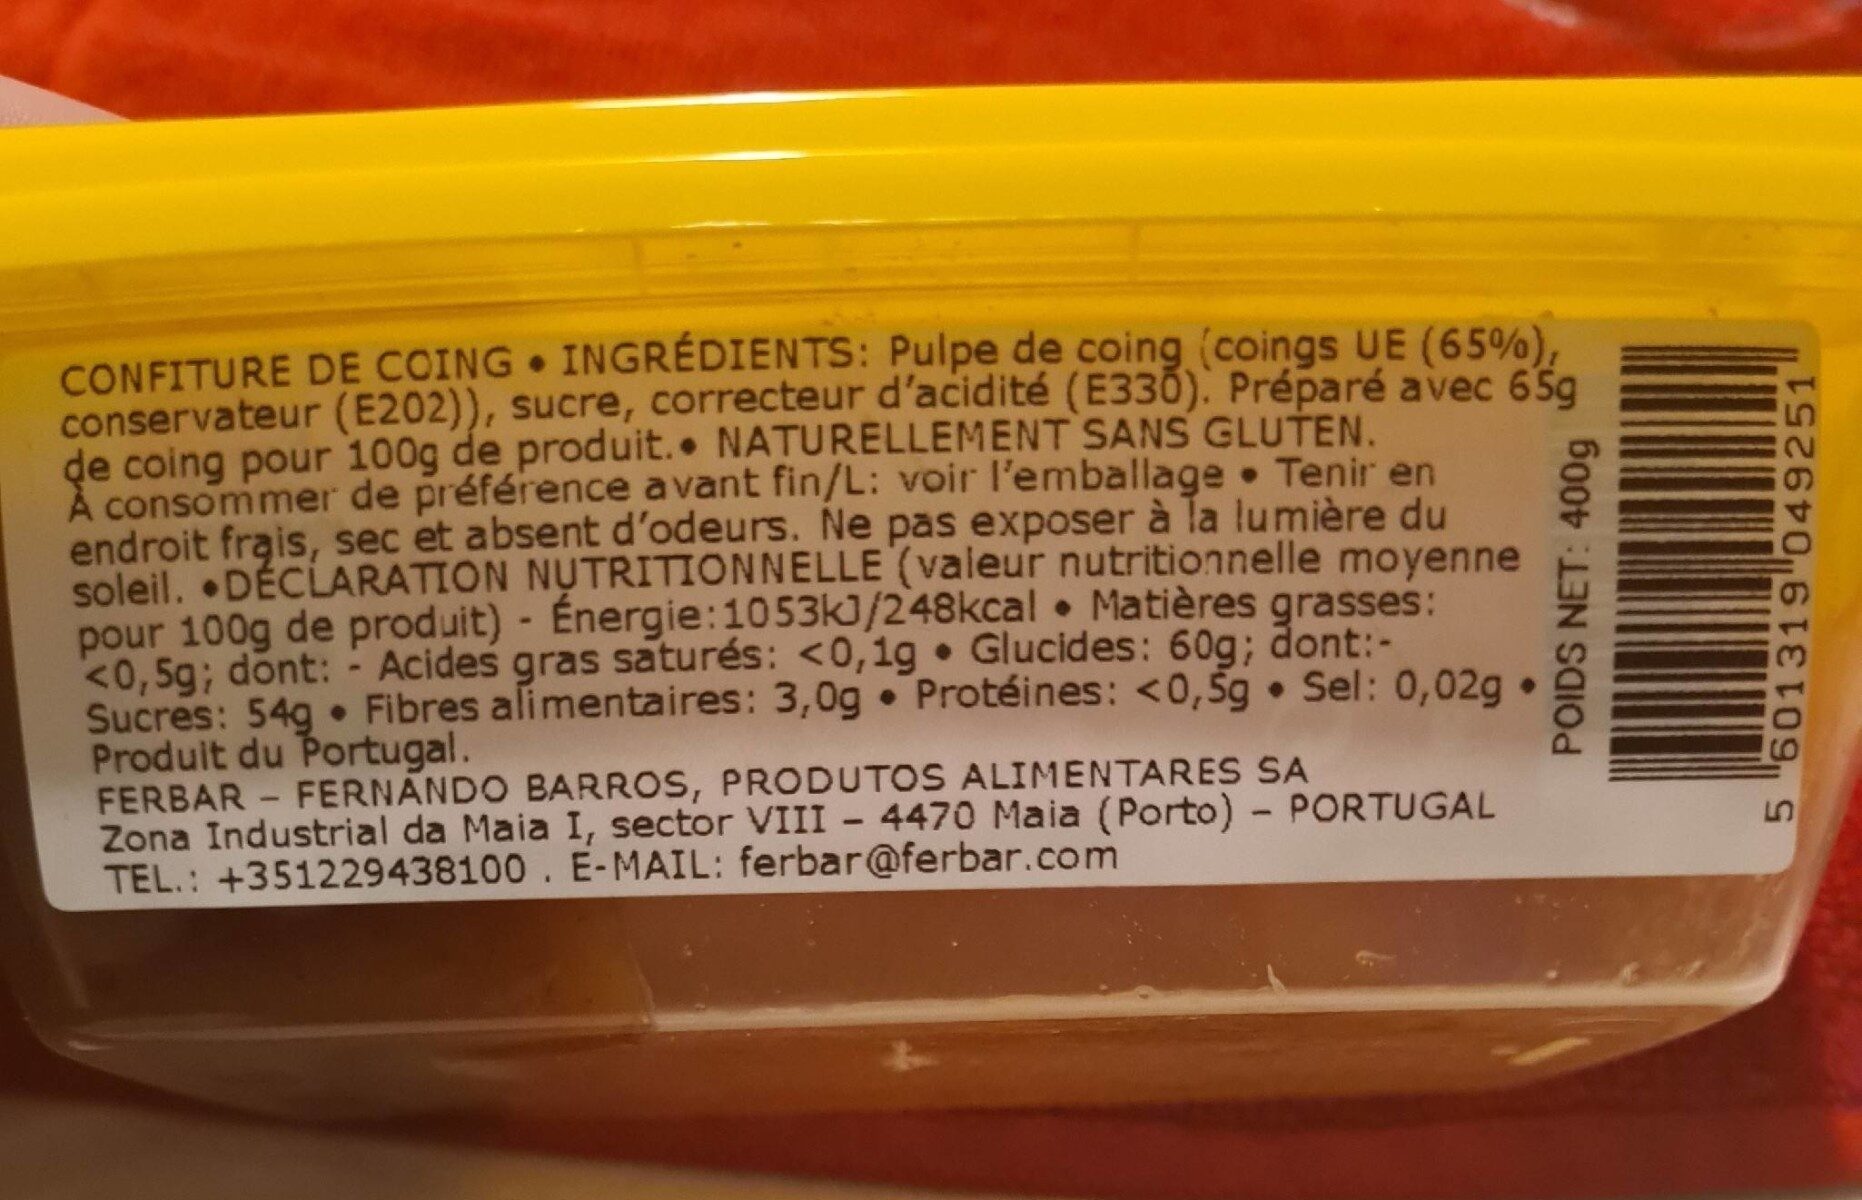 CONFITURE DE COING • INGRÉDIENTS: Pulpe de coing (coings UE (65%),
conservateur (E202)), sucre, correcteur d'acidité (E330). Préparé avec 65g
de coing pour 100g de produit.• NATURELLEMENT SANS GLUTEN.
À consommer de préférence avant fin/L: voir l'emballage • Tenir en
endroit frais, sec et absent d'odeurs. Ne pas exposer à la lumière du
soleil. •DÉCLARATION NUTRITIONNELLE (valeur nutritionnelle moyenne
pour 100g de produit) - Énergie:1053kJ/248kcal • Matières grasses:
<0,5g; dont: - Acides gras saturés: <0,1g • Glucides: 60g; dont:-
Sucres: 54g • Fibres alimentaires: 3,0g • Protéines: <0,5g • Sel: 0,02g •
Produit du Portugal.
FERBAR – FERNANDO BARROS, PRODUTOS ALIMENTARES SA
Zona Industrial da Maia I, sector VIII – 4470 Maia (Porto) – PORTUGAL
TEL.: +351229438100 . E-MAIL: ferbar@ferbar.com
POIDS NET: 400g
5 601319 049251